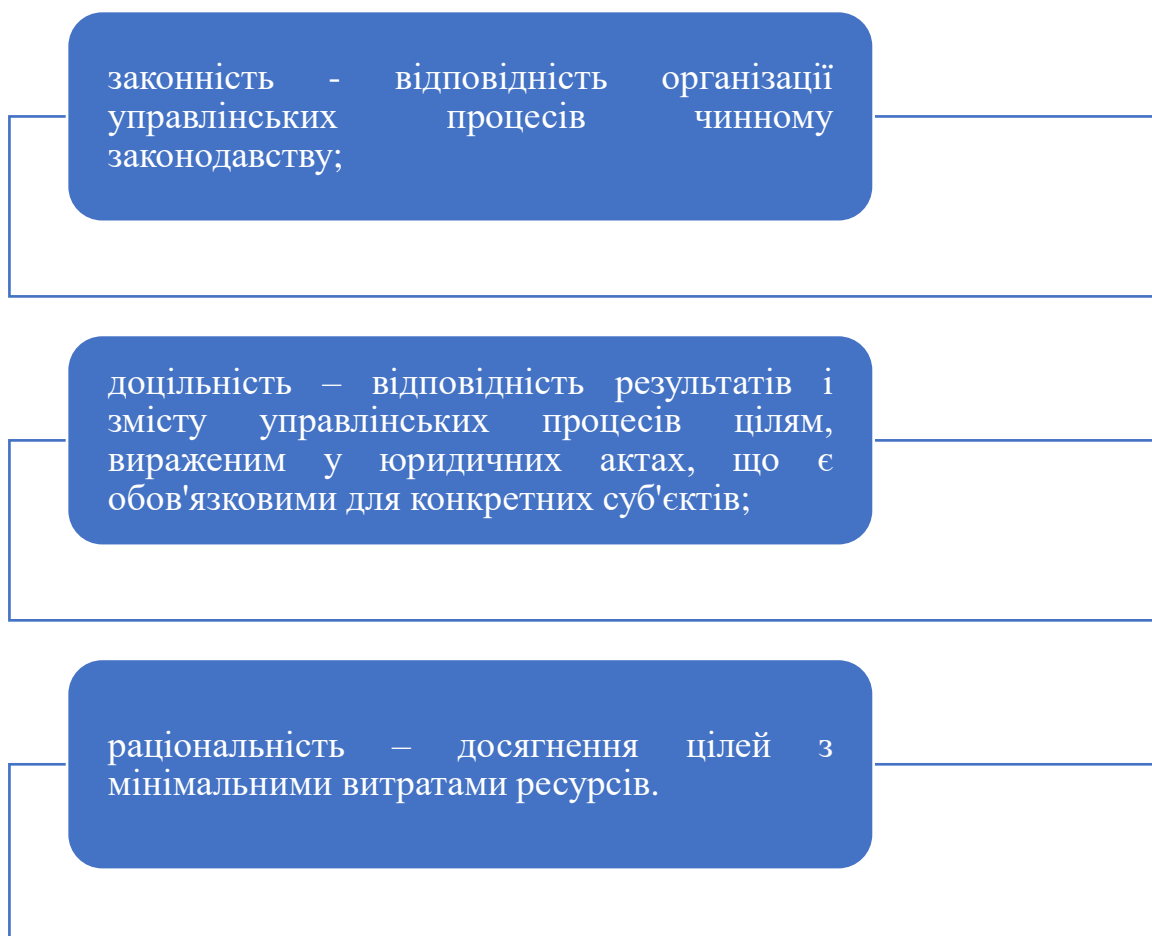 законність - відповідність організації
управлінських процесів чинному
законодавству;
доцільність – відповідність результатів і
змісту управлінських процесів цілям,
вираженим у юридичних актах, що є
обов'язковими для конкретних суб'єктів;
раціональність – досягнення цілей з
мінімальними витратами ресурсів.